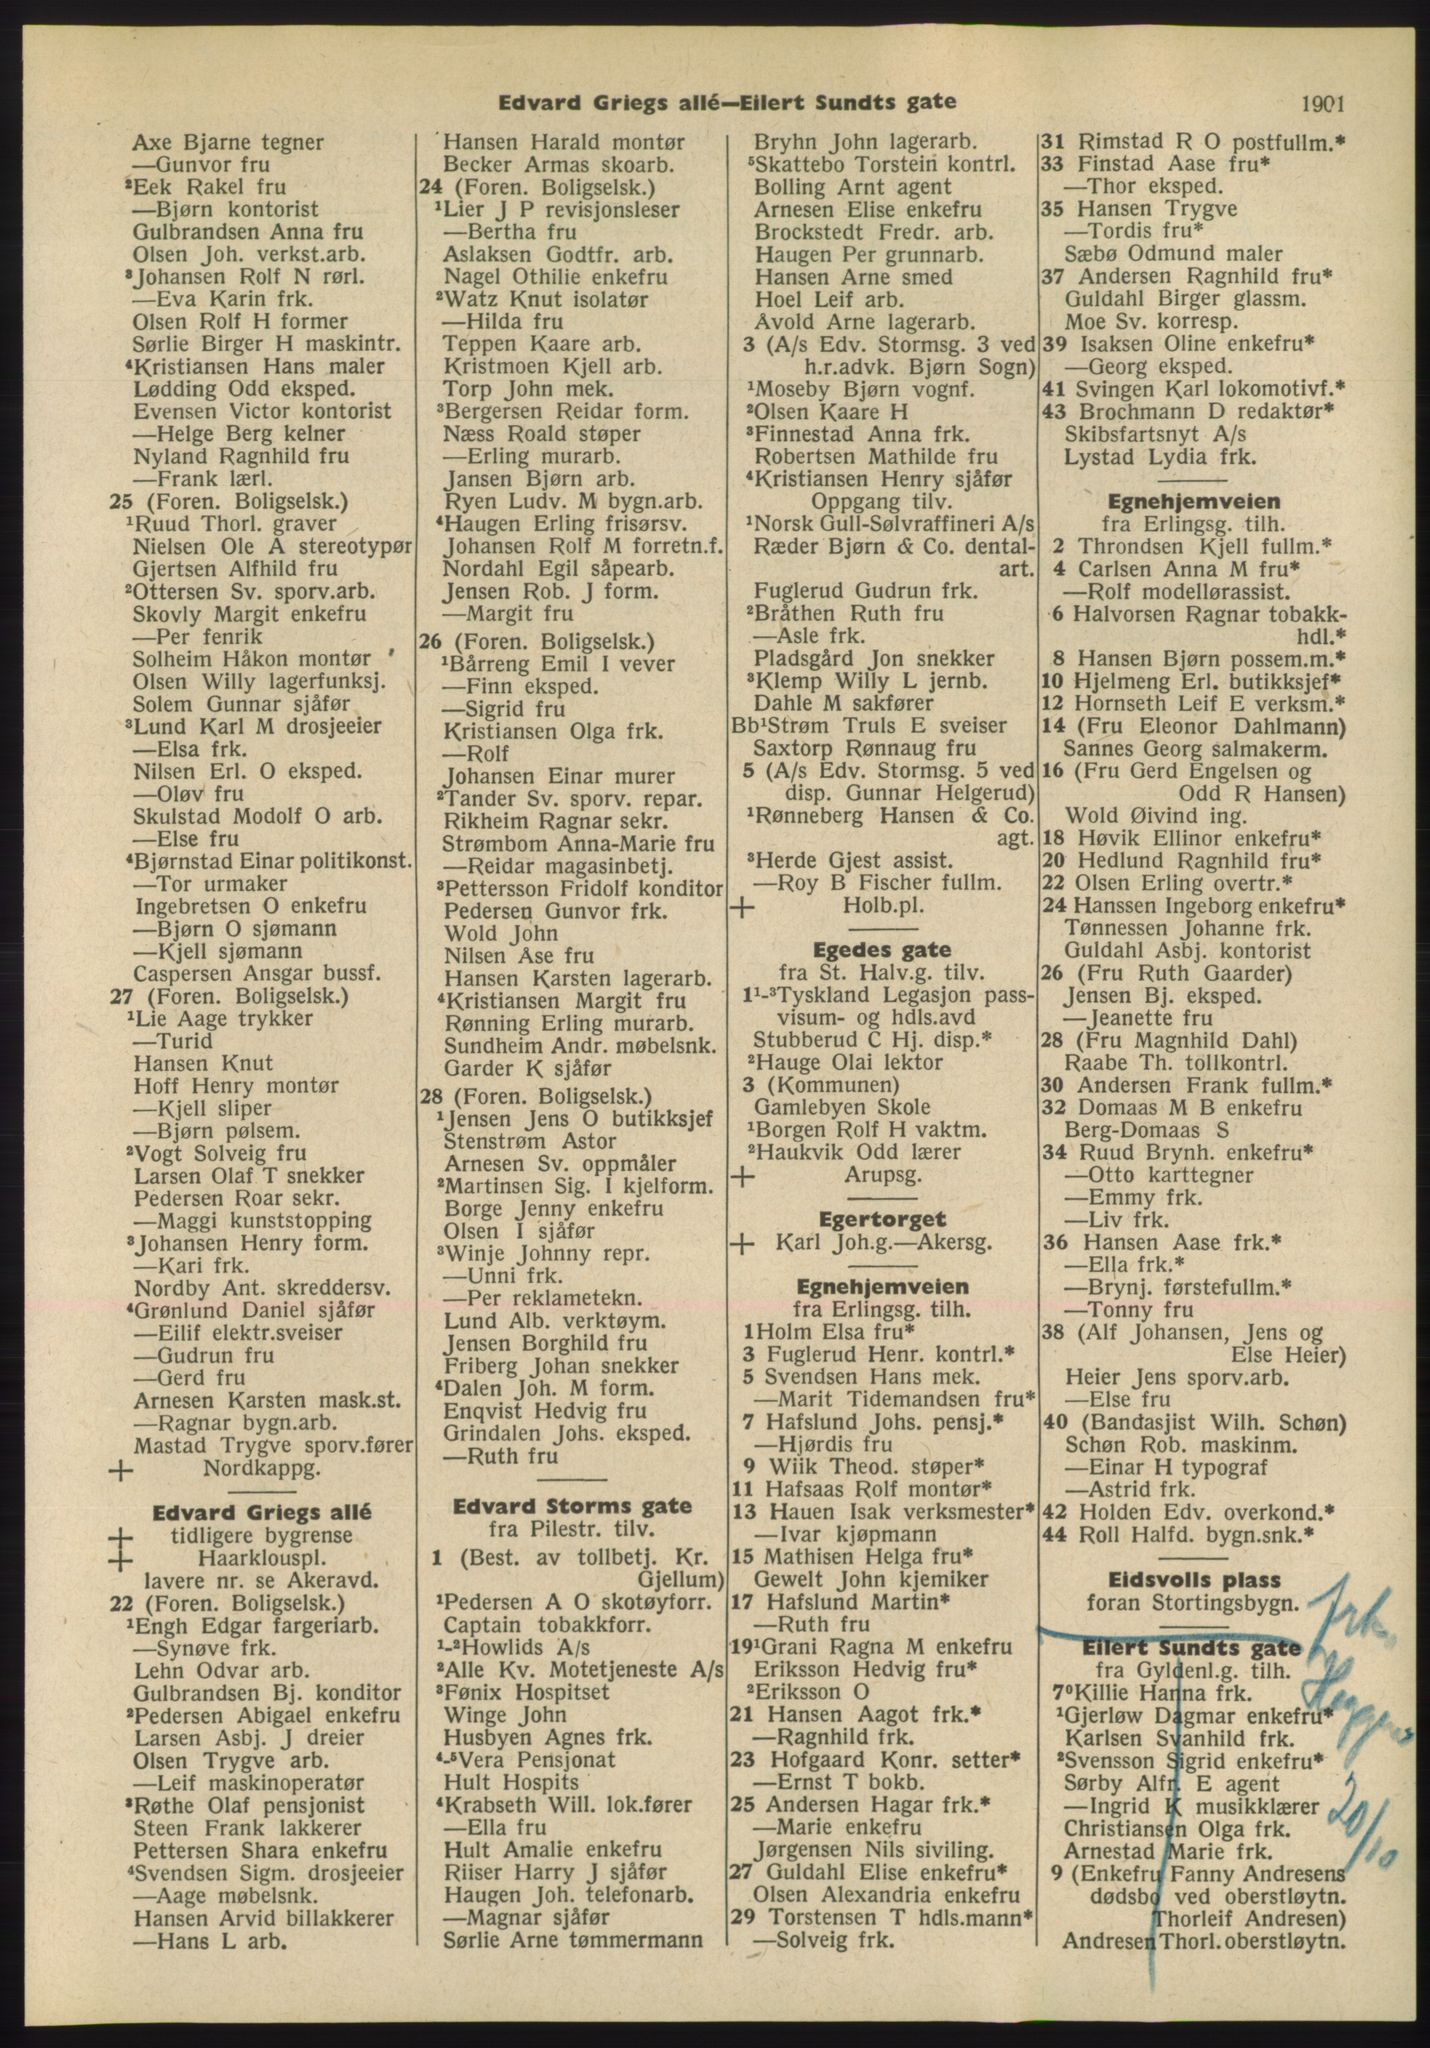 Edvard Griegs allé—Eilert Sundts gate
1901
Axe Bjarne tegner
—Gunvor fru
²Eek Rakel fru
—Bjørn kontorist
Gulbrandsen Anna fru
Olsen Joh. verkst.arb.
³Johansen Rolf N rørl.
—Eva Karin frk.
Olsen Rolf H former
Sørlie Birger H maskintr.
⁴Kristiansen Hans maler
Lødding Odd eksped.
Evensen Victor kontorist
—Helge Berg kelner
Nyland Ragnhild fru
—Frank lærl.
25 (Foren. Boligselsk.)
¹Ruud Thorl. graver
Nielsen Ole A stereotypør
Gjertsen Alfhild fru
²Ottersen Sv. sporv.arb.
Skovly Margit enkefru
—Per fenrik
Solheim Håkon montør
Olsen Willy lagerfunksj.
Solem Gunnar sjåfør
³Lund Karl M drosjeeier
—Elsa frk.
Nilsen Erl. O eksped.
—Oløv fru
Skulstad Modolf O arb.
—Else fru
⁴Bjørnstad Einar politikonst.
—Tor urmaker
Ingebretsen O enkefru
—Bjørn O sjømann
—Kjell sjømann
Caspersen Ansgar bussf.
27 (Foren. Boligselsk.)
¹Lie Aage trykker
—Turid
Hansen Knut
Hoff Henry montør
—Kjell sliper
—Bjørn pølsem.
²Vogt Solveig fru
Larsen Olaf T snekker
Pedersen Roar sekr.
—Maggi kunststopping
³Johansen Henry form.
—Kari frk.
Nordby Ant. skreddersv.
⁴Grønlund Daniel sjåfør
—Eilif elektr.sveiser
—Gudrun fru
—Gerd fru
Arnesen Karsten mask.st.
—Ragnar bygn.arb.
Mastad Trygve sporv.fører
+ Nordkappg.
Edvard Griegs allé
+ tidligere bygrense
+ Haarklouspl.
lavere nr. se Akeravd.
22 (Foren. Boligselsk.)
¹Engh Edgar fargeriarb.
—Synøve frk.
Lehn Odvar arb.
Gulbrandsen Bj. konditor
²Pedersen Abigael enkefru
Larsen Asbj. J dreier
Olsen Trygve arb.
—Leif maskinoperatør
³Røthe Olaf pensjonist
Steen Frank lakkerer
Pettersen Shara enkefru
⁴Svendsen Sigm. drosjeeier
—Aage møbelsnk.
Hansen Arvid billakkerer
—Hans L arb.
Hansen Harald montør
Becker Armas skoarb.
24 (Foren. Boligselsk.)
¹Lier J P revisjonsleser
—Bertha fru
Aslaksen Godtfr. arb.
Nagel Othilie enkefru
²Watz Knut isolatør
—Hilda fru
Teppen Kaare arb.
Kristmoen Kjell arb.
Torp John mek.
³Bergersen Reidar form.
Næss Roald støper
—Erling murarb.
Jansen Bjørn arb.
Ryen Ludv. M bygn.arb.
⁴Haugen Erling frisørsv.
Johansen Rolf M forretn.f.
Nordahl Egil såpearb.
Jensen Rob. J form.
—Margit fru
26 (Foren. Boligselsk.)
¹Bårreng Emil I vever
—Finn eksped.
—Sigrid fru
Kristiansen Olga frk.
—Rolf
Johansen Einar murer
²Tander Sv. sporv. repar.
Rikheim Ragnar sekr.
Strømbom Anna-Marie fru
—Reidar magasinbetj.
³Pettersson Fridolf konditor
Pedersen Gunvor frk.
Wold John
Nilsen Åse fru
Hansen Karsten lagerarb.
⁴Kristiansen Margit fru
Rønning Erling murarb.
Sundheim Andr. møbelsnk.
Garder K sjåfør
28 (Foren. Boligselsk.)
¹Jensen Jens O butikksjef
Stenstrøm Astor
Arnesen Sv. oppmåler
²Martinsen Sig. I kjelform.
Borge Jenny enkefru
Olsen I sjåfør
³Winje Johnny repr.
—Unni frk.
—Per reklametekn.
Lund Alb. verktøym.
Jensen Borghild fru
Friberg Johan snekker
⁴Dalen Joh. M form.
Enqvist Hedvig fru
Grindalen Johs. eksped.
—Ruth fru
Edvard Storms gate
fra Pilestr. tilv.
1 (Best. av tollbetj. Kr.
Gjellum)
¹Pedersen A O skotøyforr.
Captain tobakkforr.
¹-²Howlids A/s
²Alle Kv. Motetjeneste A/s
³Fønix Hospitset
Winge John
Husbyen Agnes frk.
⁴-⁵Vera Pensjonat
Hult Hospits
⁴Krabseth Will. lok.fører
—Ella fru
Hult Amalie enkefru
Riiser Harry J sjåfør
Haugen Joh. telefonarb.
—Magnar sjåfør
Sørlie Arne tømmermann
Bryhn John lagerarb.
⁵Skattebo Torstein kontrl.
Bolling Arnt agent
Arnesen Elise enkefru
Brockstedt Fredr. arb.
Haugen Per grunnarb.
Hansen Arne smed
Hoel Leif arb.
Åvold Arne lagerarb.
3 (A/s Edv. Stormsg. 3 ved
h.r.advk. Bjørn Sogn)
¹Moseby Bjørn vognf.
²Olsen Kaare H
³Finnestad Anna frk.
Robertsen Mathilde fru
⁴Kristiansen Henry sjåfør
Oppgang tilv.
¹Norsk Gull-Sølvraffineri A/s
Ræder Bjørn & Co. dental-
art.
Fuglerud Gudrun frk.
²Bråthen Ruth fru
—Asle frk.
Pladsgård Jon snekker
³Klemp Willy L jernb.
Dahle M sakfører
Bb¹Strøm Truls E sveiser
Saxtorp Rønnaug fru
5 (A/s Edv. Stormsg. 5 ved
disp. Gunnar Helgerud)
¹Rønneberg Hansen & Co.
agt.
³Herde Gjest assist.
—Roy B Fischer fullm.
+ Holb.pl.
Egedes gate
fra St. Halv.g. tilv.
1¹-³Tyskland Legasjon pass-
visum- og hdls.avd
Stubberud C Hj. disp.*
²Hauge Olai lektor
3 (Kommunen)
Gamlebyen Skole
¹Borgen Rolf H vaktm.
²Haukvik Odd lærer
+ Arupsg.
Egertorget
+ Karl Joh.g.—Akersg.
Egnehjemveien
fra Erlingsg. tilh.
1 Holm Elsa fru*
3 Fuglerud Henr. kontrl.*
5 Svendsen Hans mek.
—Marit Tidemandsen fru*
7 Hafslund Johs. pensj.*
—Hjørdis fru
9 Wiik Theod. støper*
11 Hafsaas Rolf montør*
13 Hauen Isak verksmester*
—Ivar kjøpmann
15 Mathisen Helga fru*
Gewelt John kjemiker
17 Hafslund Martin*
—Ruth fru
19¹Grani Ragna M enkefru
Eriksson Hedvig fru*
²Eriksson O
21 Hansen Aagot frk.*
—Ragnhild frk.
23 Hofgaard Konr. setter*
—Ernst T bokb.
25 Andersen Hagar frk.*
—Marie enkefru
Jørgensen Nils siviling.
27 Guldahl Elise enkefru*
Olsen Alexandria enkefru
29 Torstensen T hdls.mann*
—Solveig frk.
31 Rimstad R O postfullm.*
33 Finstad Aase fru*
—Thor eksped.
35 Hansen Trygve
—Tordis fru*
Sæbø Odmund maler
37 Andersen Ragnhild fru*
Guldahl Birger glassm.
Moe Sv. korresp.
39 Isaksen Oline enkefru*
—Georg eksped.
41 Svingen Karl lokomotivf.*
43 Brochmann D redaktør*
Skibsfartsnyt A/s
Lystad Lydia frk.
Egnehjemveien
fra Erlingsg. tilh.
2 Throndsen Kjell fullm.*
4 Carlsen Anna M fru*
—Rolf modellørassist.
6 Halvorsen Ragnar tobakk-
hdl.*
8 Hansen Bjørn possem.m.*
10 Hjelmeng Erl. butikksjef*
12 Hornseth Leif E verksm.*
14 (Fru Eleonor Dahlmann)
Sannes Georg salmakerm.
16 (Fru Gerd Engelsen og
Odd R Hansen)
Wold Øivind ing.
18 Høvik Ellinor enkefru*
20 Hedlund Ragnhild fru*
22 Olsen Erling overtr.*
24 Hanssen Ingeborg enkefru*
Tønnessen Johanne frk.
Guldahl Asbj. kontorist
26 (Fru Ruth Gaarder)
Jensen Bj. eksped.
—Jeanette fru
28 (Fru Magnhild Dahl)
Raabe Th. tollkontrl.
30 Andersen Frank fullm.*
32 Domaas M B enkefru
Berg-Domaas S
34 Ruud Brynh. enkefru*
—Otto karttegner
—Emmy frk.
—Liv frk.
36 Hansen Aase frk.*
—Ella frk.*
—Brynj. førstefullm.*
—Tonny fru
38 (Alf Johansen, Jens og
Else Heier)
Heier Jens sporv.arb.
—Else fru
40 (Bandasjist Wilh. Schøn)
Schøn Rob. maskinm.
—Einar H typograf
—Astrid frk.
42 Holden Edv. overkond.*
44 Roll Halfd. bygn.snk.*
Eidsvolls plass
foran Stortingsbygn.
Eilert Sundts gate
fra Gyldenl.g. tilh.
7⁰Killie Hanna frk.
¹Gjerløw Dagmar enkefru*
Karlsen Svanhild frk.
²Svensson Sigrid enkefru*
Sørby Alfr. E agent
—Ingrid K musikklærer
Christiansen Olga frk.
Arnestad Marie frk.
9 (Enkefru Fanny Andresens
dødsbo ved oberstløytn.
Thorleif Andresen)
Andresen Thorl. oberstløytn.
frk.
20/10